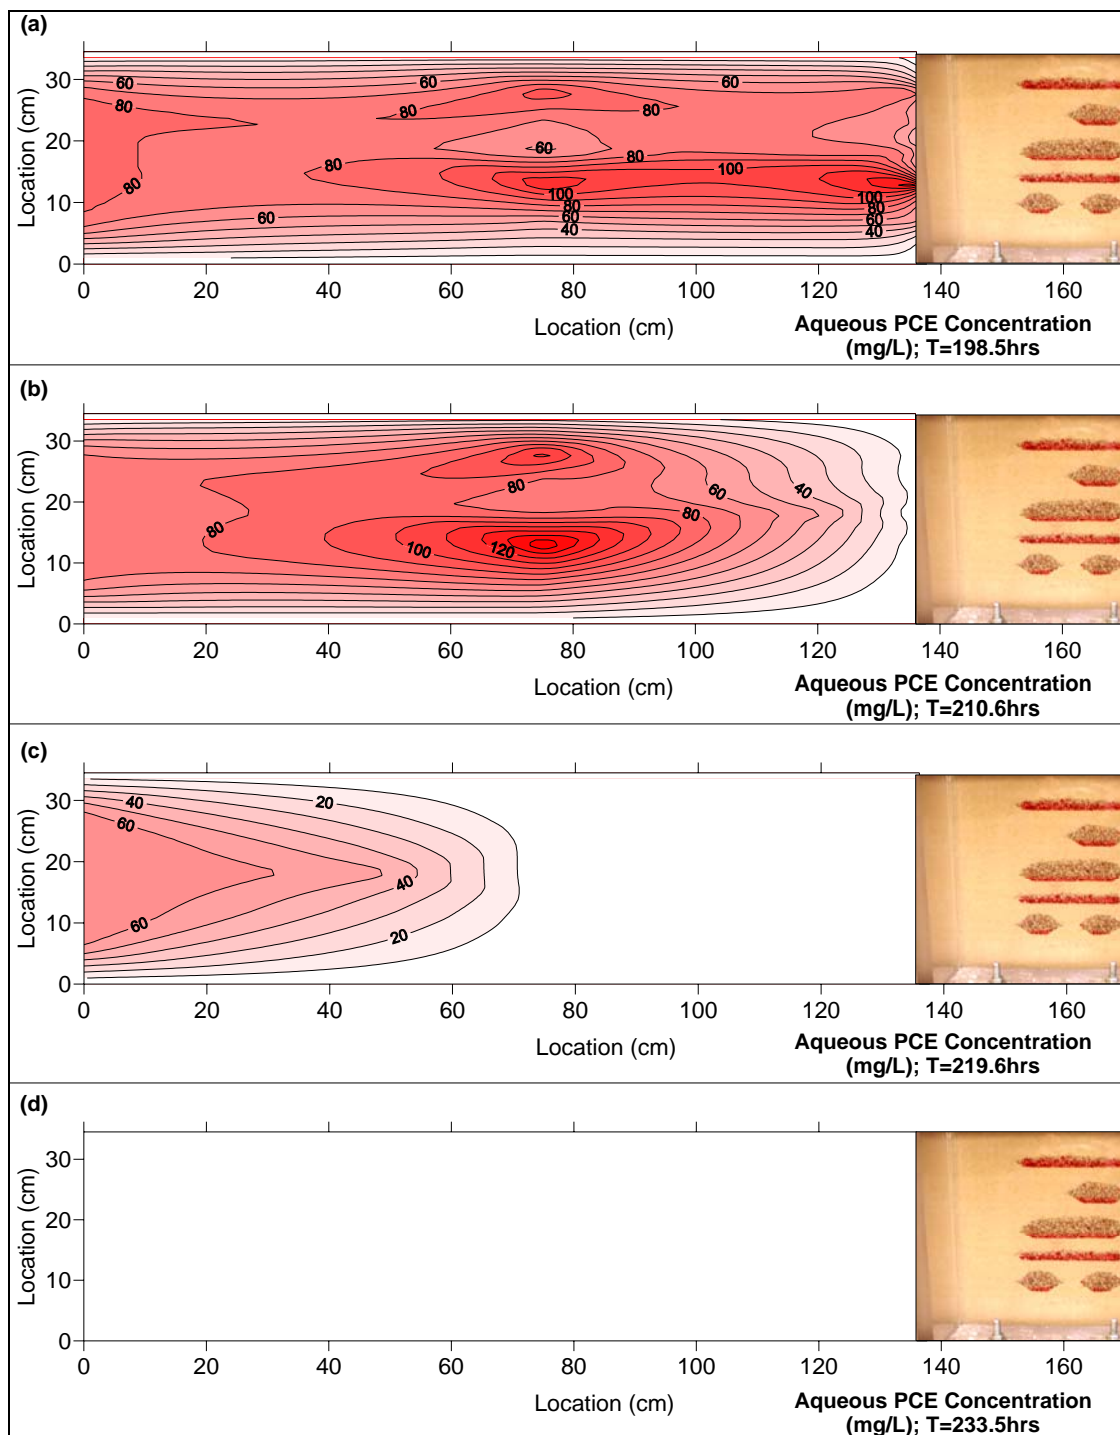 (a)
60 60 60
80 80 80
60
80 80 100
80 100 100
60 80 80
60 60
40 40
30
20
10
0
Location (cm)
0 20 40 60 80 100 120 140 160
Location (cm)
Aqueous PCE Concentration
(mg/L); T=198.5hrs
(b)
80 60 40
80 80
100 120
30
20
10
0
Location (cm)
0 20 40 60 80 100 120 140 160
Location (cm)
Aqueous PCE Concentration
(mg/L); T=210.6hrs
(c)
40 20
60
40
60 20
30
20
10
0
Location (cm)
0 20 40 60 80 100 120 140 160
Location (cm)
Aqueous PCE Concentration
(mg/L); T=219.6hrs
(d)
30
20
10
0
Location (cm)
0 20 40 60 80 100 120 140 160
Location (cm)
Aqueous PCE Concentration
(mg/L); T=233.5hrs